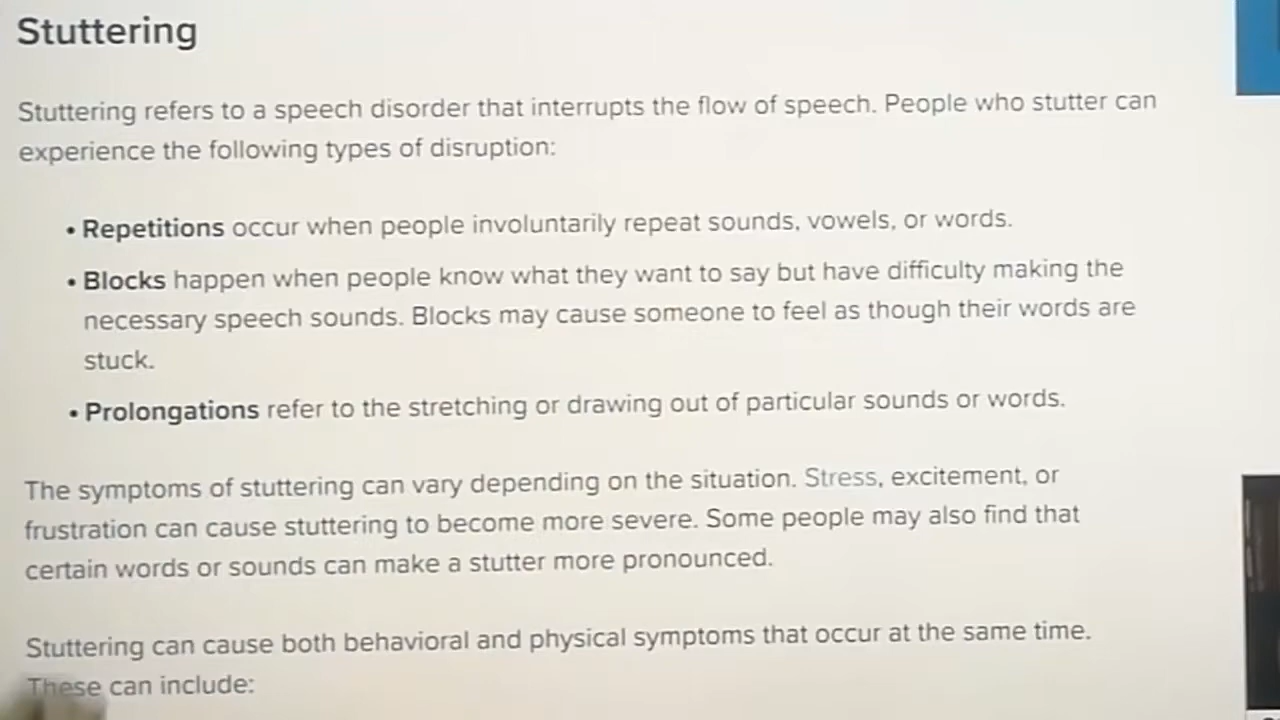 Stuttering
Stuttering refers to a speech disorder that interrupts the flow of speech. People who stutter can
experience the following types of disruption:
• Repetitions occur when people involuntarily repeat sounds, vowels, or words.
• Blocks happen when people know what they want to say but have difficulty making the
necessary speech sounds. Blocks may cause someone to feel as though their words are
stuck.
• Prolongations refer to the stretching or drawing out of particular sounds or words.
The symptoms of stuttering can vary depending on the situation. Stress, excitement, or
frustration can cause stuttering to become more severe. Some people may also find that
certain words or sounds can make a stutter more pronounced.
Stuttering can cause both behavioral and physical symptoms that occur at the same time.
These can include: